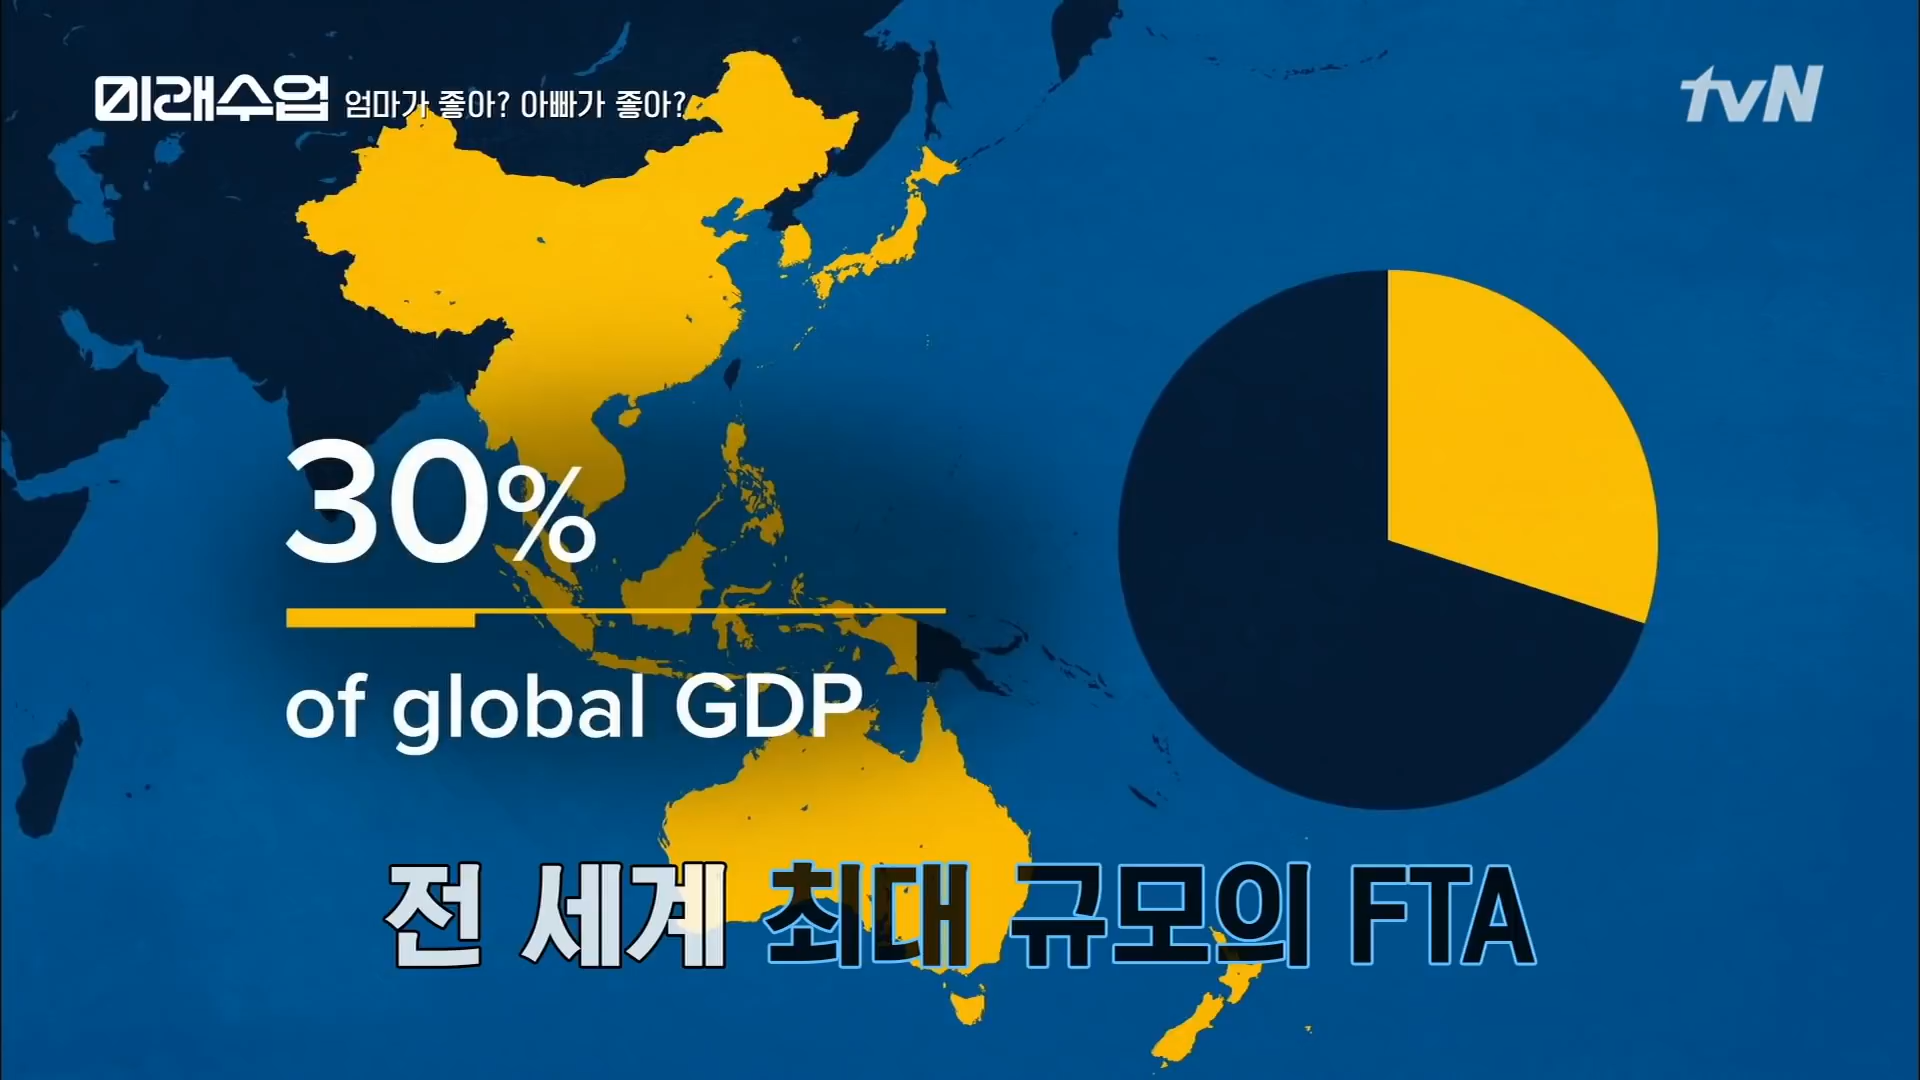 미래수업 엄마가 좋아? 아빠가 좋아?
tvN
30%
of global GDP
전 세계 최대 규모의 FTA